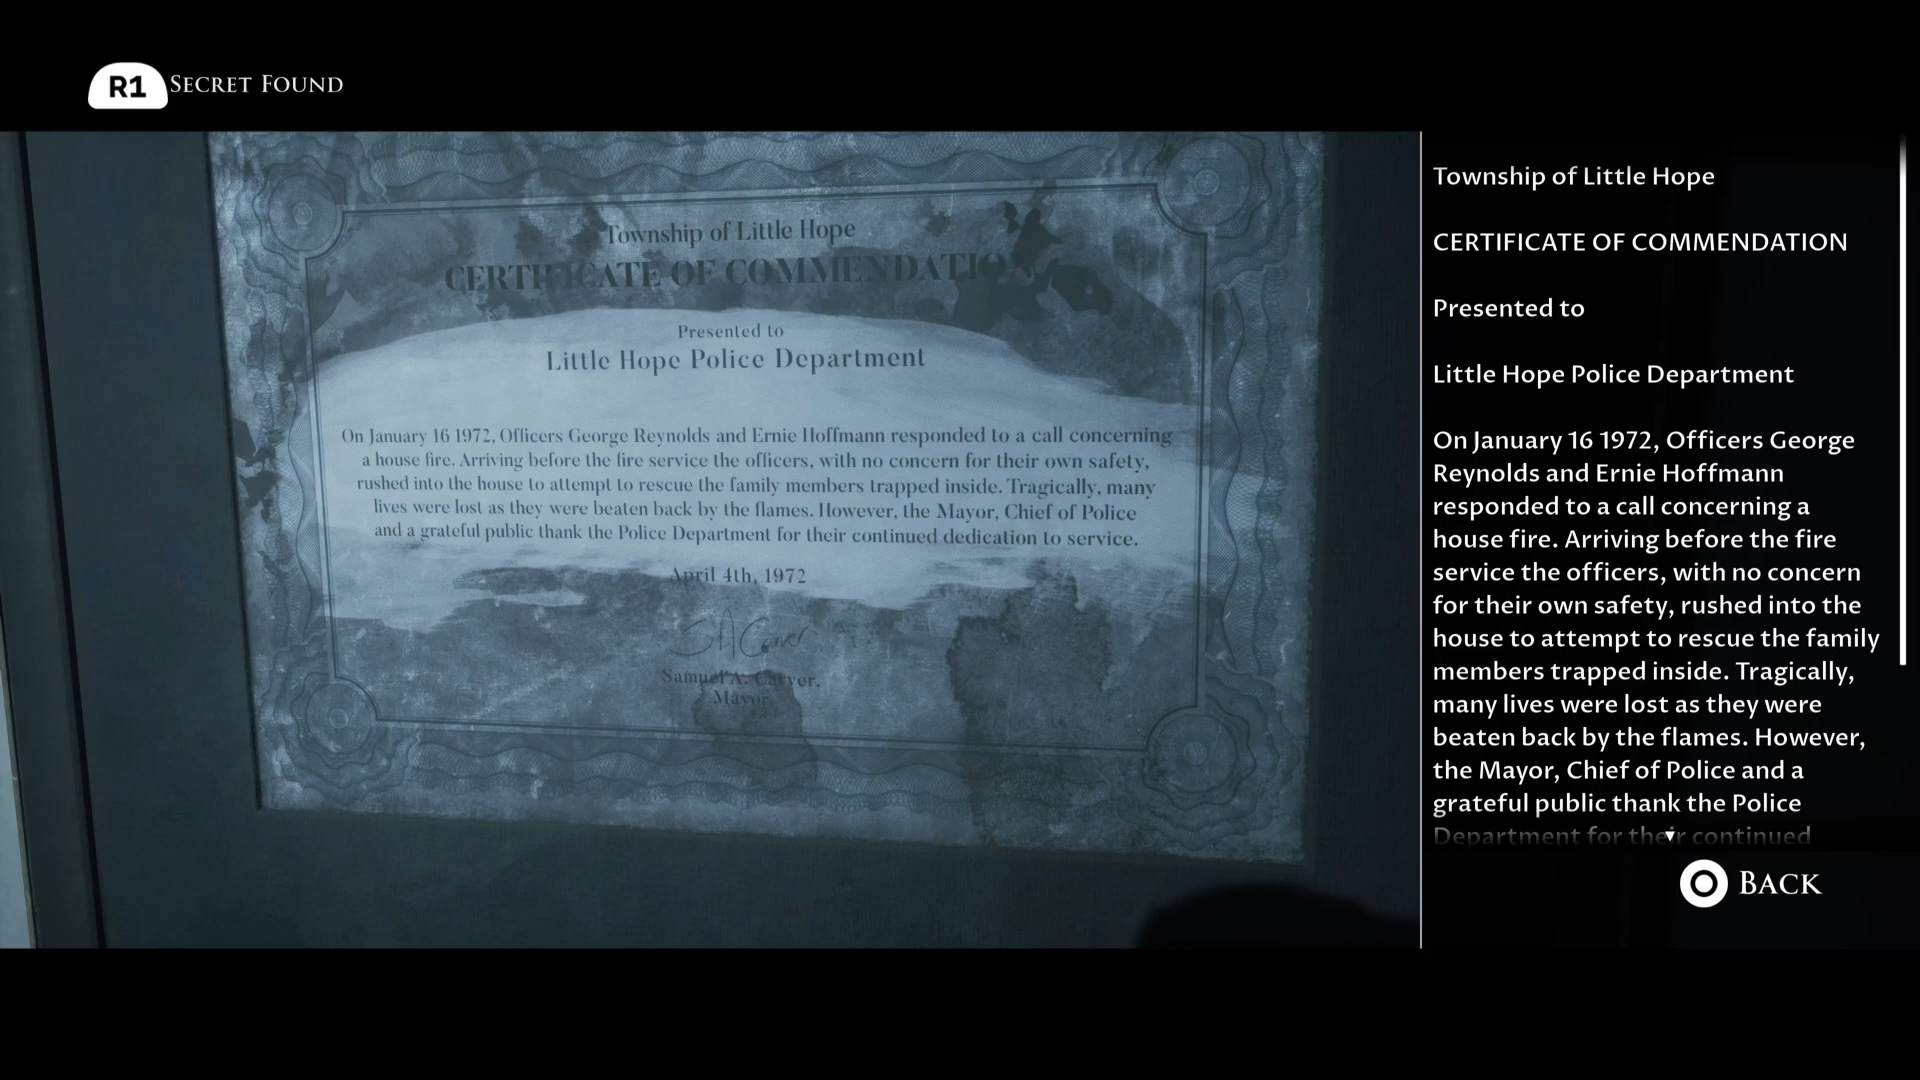 R1 SECRET FOUND
Township of Little Hope
CERTIFICATE OF COMMENDATION
Presented to
Little Hope Police Department
On January 16 1972, Officers George Reynolds and Ernie Hoffmann responded to a call concerning
a house fire. Arriving before the fire service the officers, with no concern for their own safety,
rushed into the house to attempt to rescue the family members trapped inside. Tragically, many
lives were lost as they were beaten back by the flames. However, the Mayor, Chief of Police
and a grateful public thank the Police Department for their continued dedication to service.
April 4th, 1972
SACarver
Samuel A. Carver,
Mayor
Township of Little Hope
CERTIFICATE OF COMMENDATION
Presented to
Little Hope Police Department
On January 16 1972, Officers George
Reynolds and Ernie Hoffmann
responded to a call concerning a
house fire. Arriving before the fire
service the officers, with no concern
for their own safety, rushed into the
house to attempt to rescue the family
members trapped inside. Tragically,
many lives were lost as they were
beaten back by the flames. However,
the Mayor, Chief of Police and a
grateful public thank the Police
Department for their continued
BACK